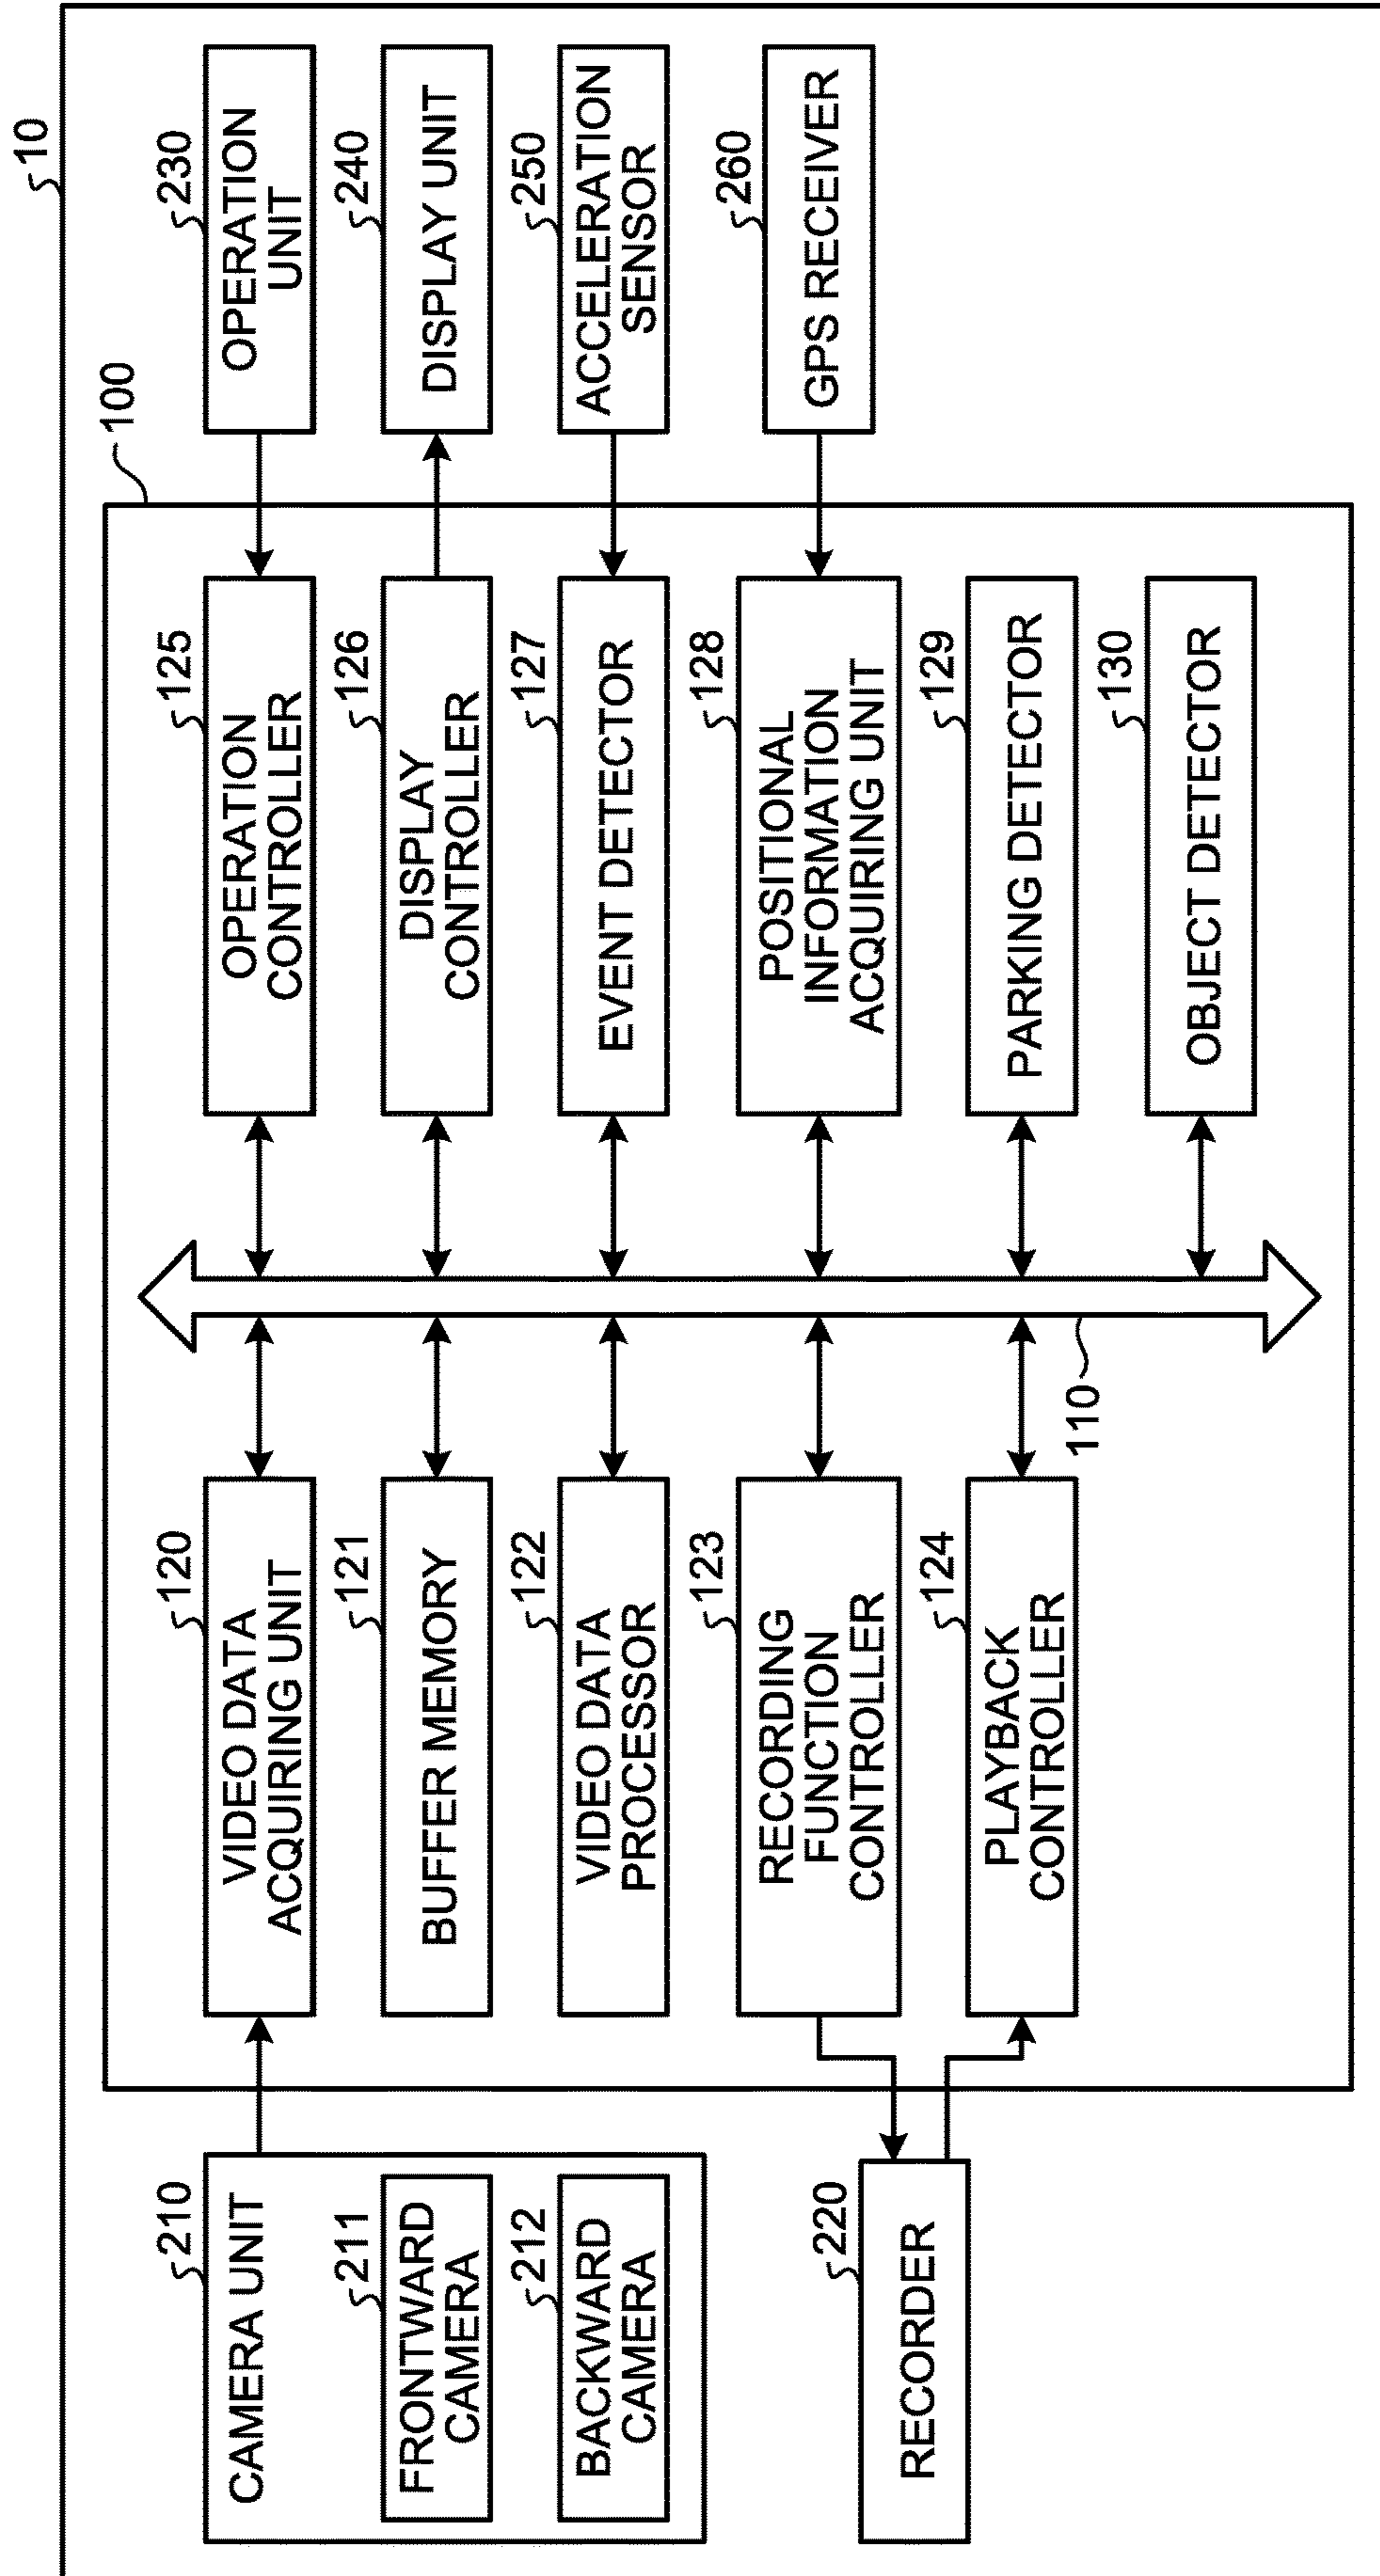 10
100
210
CAMERA UNIT
211
FRONTWARD
CAMERA
212
BACKWARD
CAMERA
220
RECORDER
120
VIDEO DATA
ACQUIRING UNIT
121
BUFFER MEMORY
122
VIDEO DATA
PROCESSOR
123
RECORDING
FUNCTION
CONTROLLER
124
PLAYBACK
CONTROLLER
110
125
OPERATION
CONTROLLER
126
DISPLAY
CONTROLLER
127
EVENT DETECTOR
128
POSITIONAL
INFORMATION
ACQUIRING UNIT
129
PARKING DETECTOR
130
OBJECT DETECTOR
230
OPERATION
UNIT
240
DISPLAY UNIT
250
ACCELERATION
SENSOR
260
GPS RECEIVER